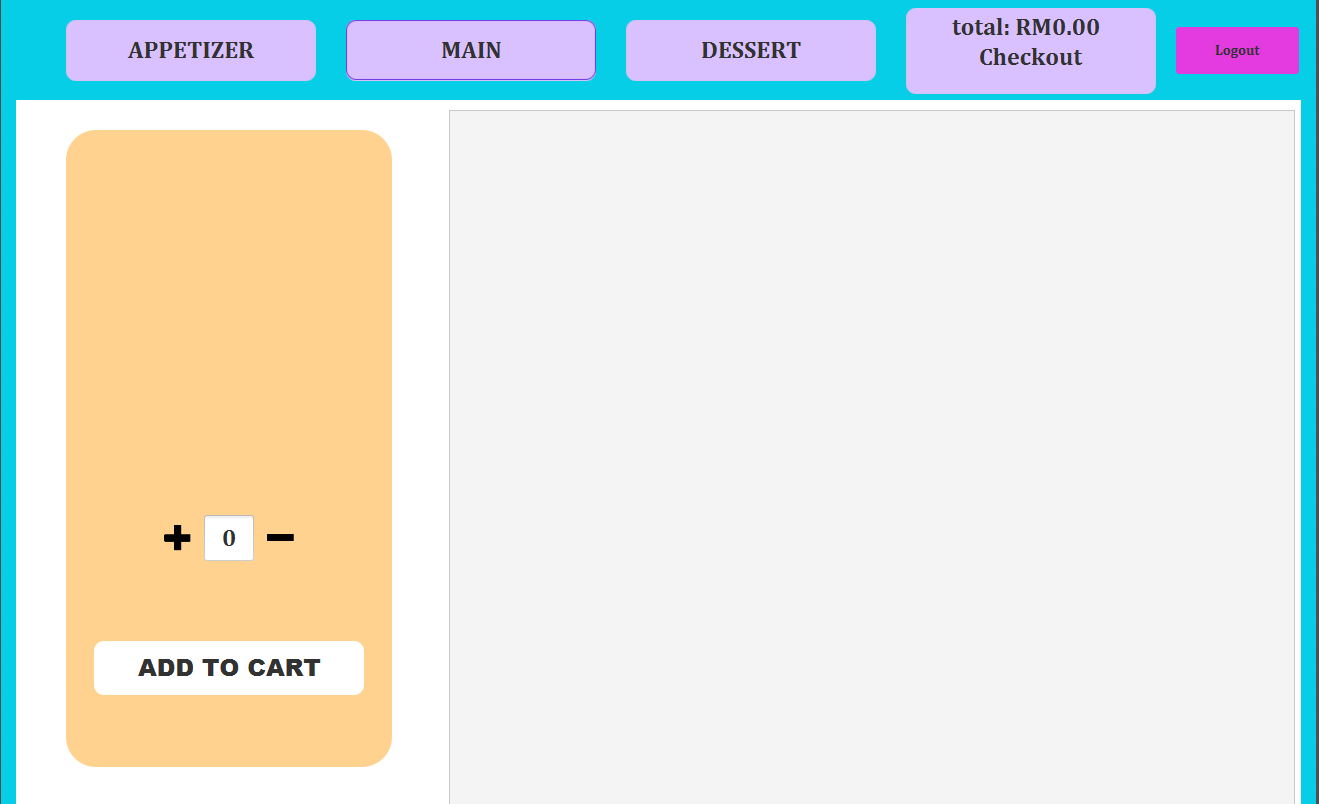 APPETIZER
MAIN
DESSERT
total: RM0.00
Checkout
Logout
0
ADD TO CART